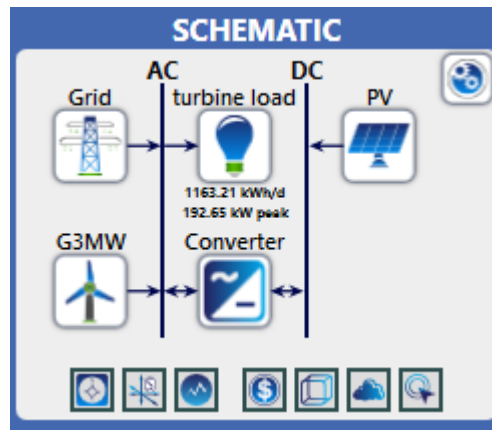 SCHEMATIC
AC DC
Grid turbine load PV
1163.21 kWh/d
192.65 kW peak
G3MW Converter